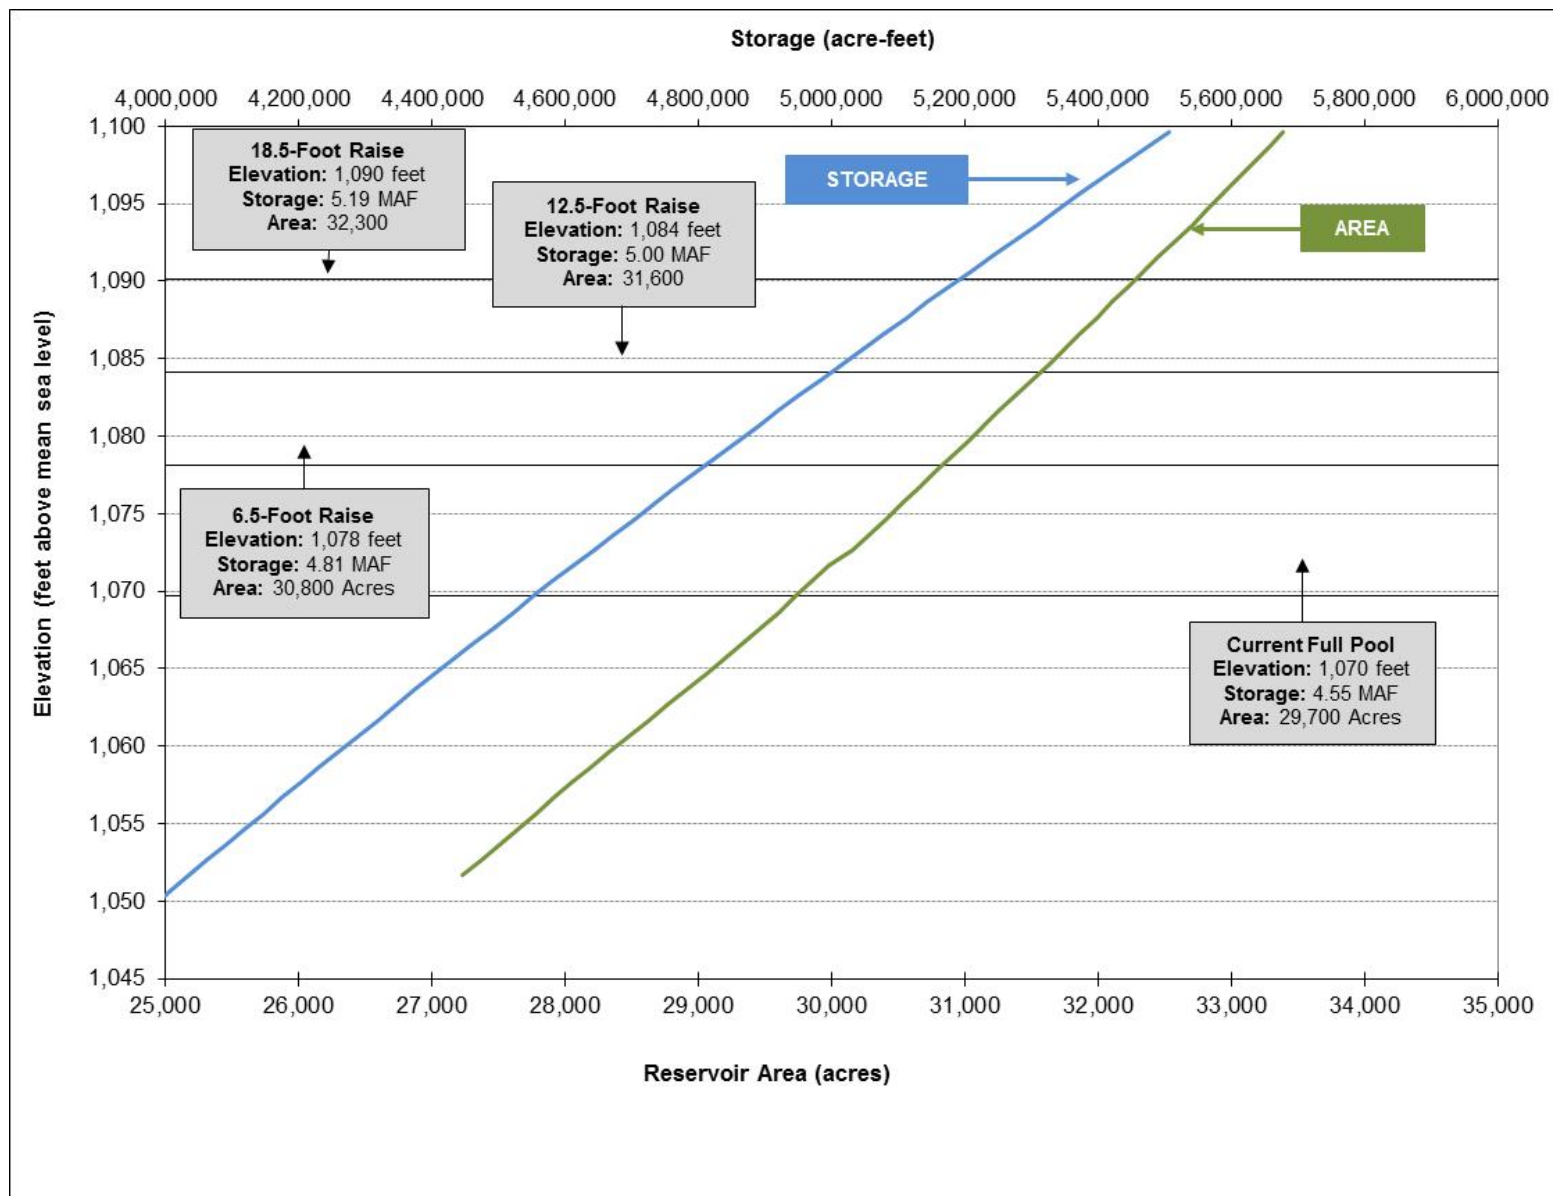 Storage (acre-feet)
4,000,000 4,200,000 4,400,000 4,600,000 4,800,000 5,000,000 5,200,000 5,400,000 5,600,000 5,800,000 6,000,000
1,100
1,095
1,090
1,085
1,080
1,075
1,070
1,065
1,060
1,055
1,050
1,045
Elevation (feet above mean sea level)
18.5-Foot Raise
Elevation: 1,090 feet
Storage: 5.19 MAF
Area: 32,300
12.5-Foot Raise
Elevation: 1,084 feet
Storage: 5.00 MAF
Area: 31,600
STORAGE
AREA
6.5-Foot Raise
Elevation: 1,078 feet
Storage: 4.81 MAF
Area: 30,800 Acres
Current Full Pool
Elevation: 1,070 feet
Storage: 4.55 MAF
Area: 29,700 Acres
25,000 26,000 27,000 28,000 29,000 30,000 31,000 32,000 33,000 34,000 35,000
Reservoir Area (acres)